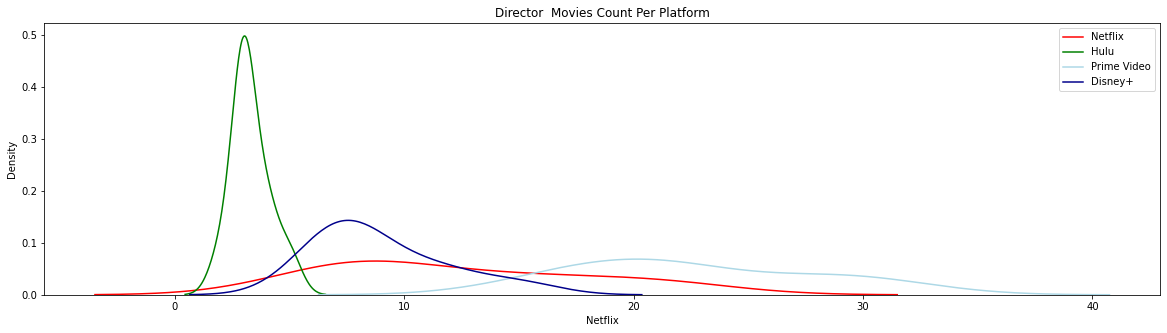 Director  Movies Count Per Platform
Netflix
Hulu
Prime Video
Disney+
Density
0.5
0.4
0.3
0.2
0.1
0.0
0
10
20
30
40
Netflix